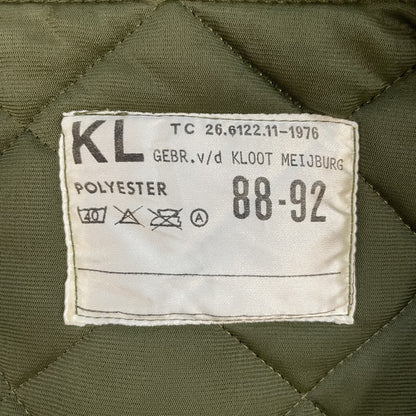 KL
TC 26.6122.11-1976
GEBR.v/d KLOOT MEIJBURG
POLYESTER
88-92
40 A